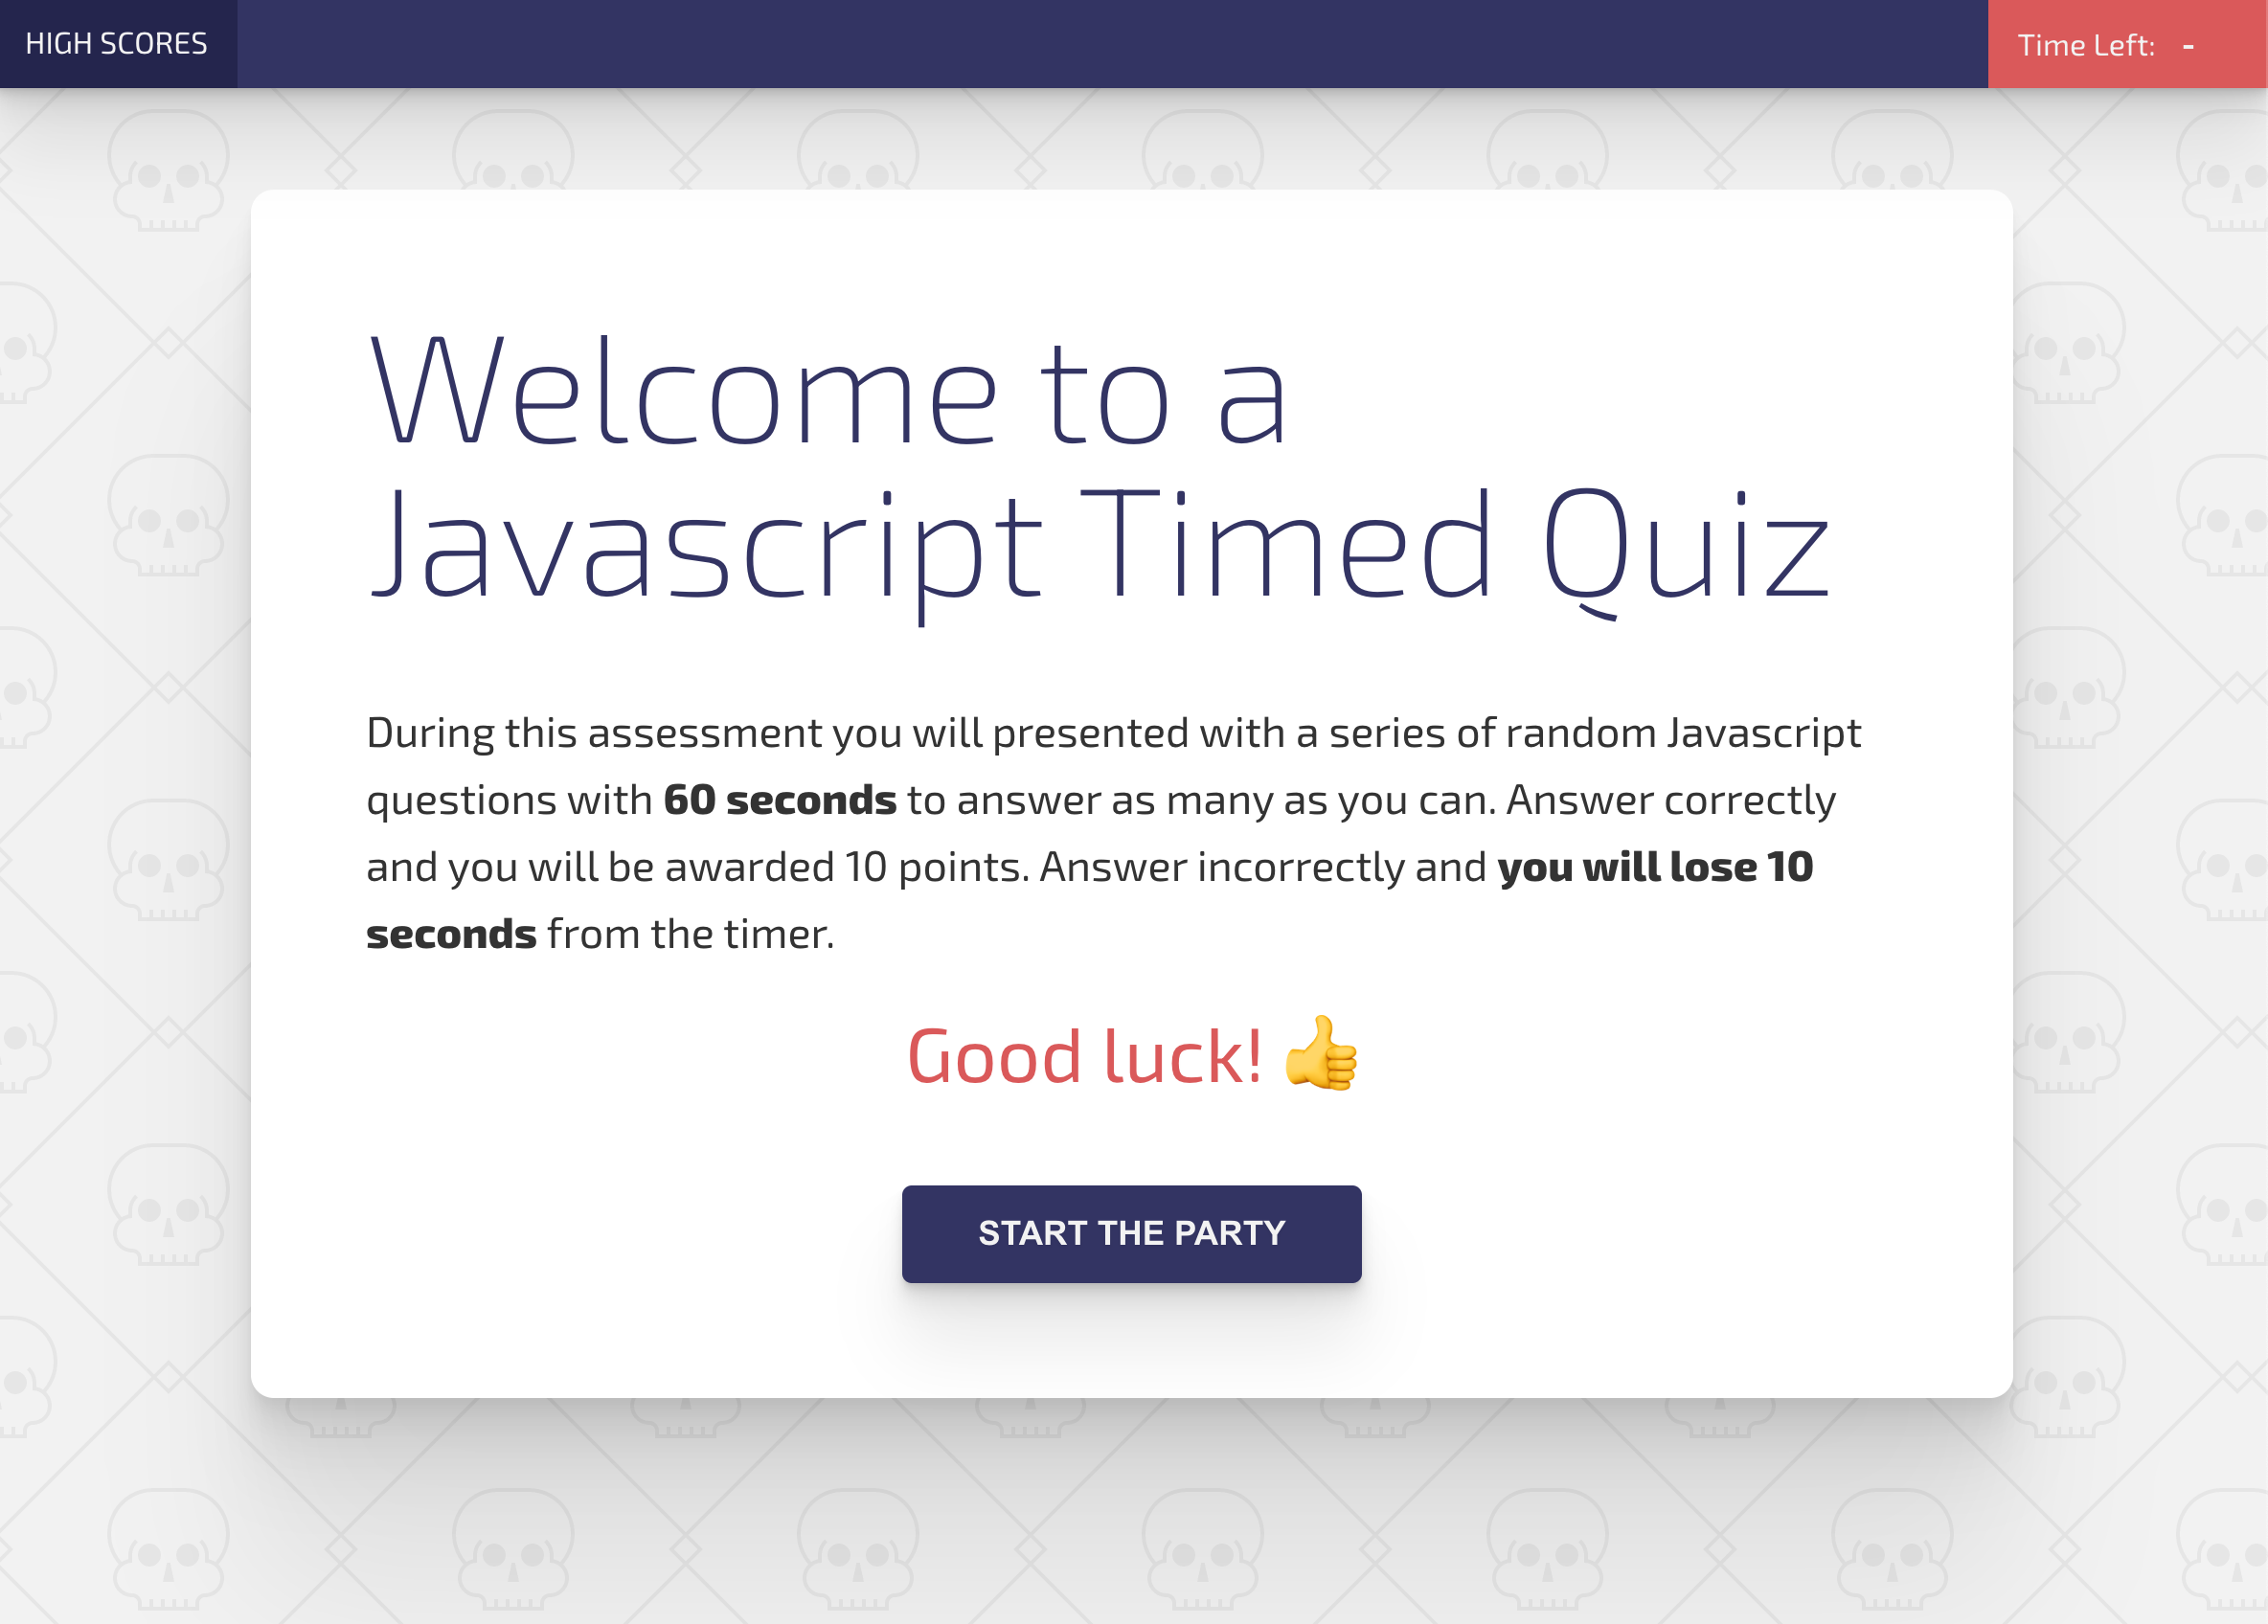 HIGH SCORES
Time Left: -
Welcome to a
Javascript Timed Quiz
During this assessment you will presented with a series of random Javascript
questions with 60 seconds to answer as many as you can. Answer correctly
and you will be awarded 10 points. Answer incorrectly and you will lose 10
seconds from the timer.
Good luck! 👍
START THE PARTY